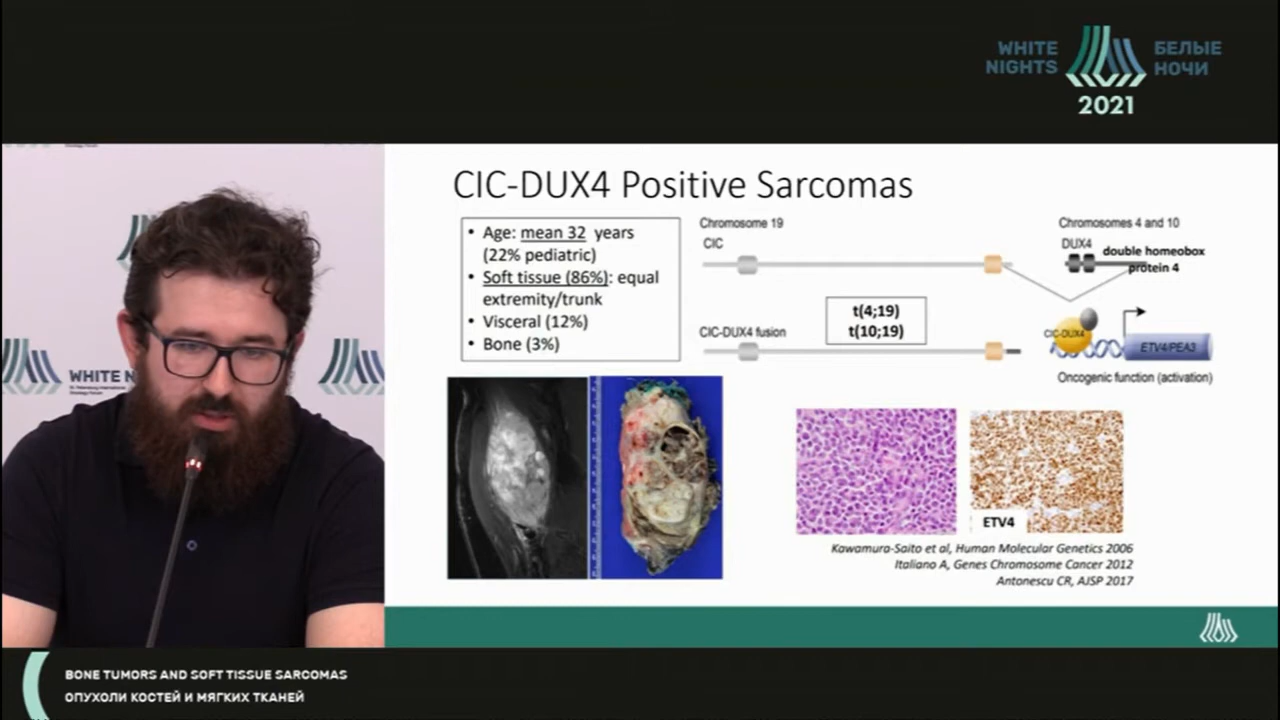 WHITE
NIGHTS
БЕЛЫЕ
НОЧИ
2021
WHITE N
CIC-DUX4 Positive Sarcomas
• Age: mean 32 years
(22% pediatric)
• Soft tissue (86%): equal
extremity/trunk
• Visceral (12%)
• Bone (3%)
Chromosome 19
CIC
Chromosomes 4 and 10
DUX4
double homeobox
protein 4
t(4;19)
t(10;19)
CIC-DUX4 fusion
CIC-DUX4
ETV4/PEA3
Oncogenic function (activation)
ETV4
Kawamura-Saito et al, Human Molecular Genetics 2006
Italiano A, Genes Chromosome Cancer 2012
Antonescu CR, AJSP 2017
BONE TUMORS AND SOFT TISSUE SARCOMAS
ОПУХОЛИ КОСТЕЙ И МЯГКИХ ТКАНЕЙ